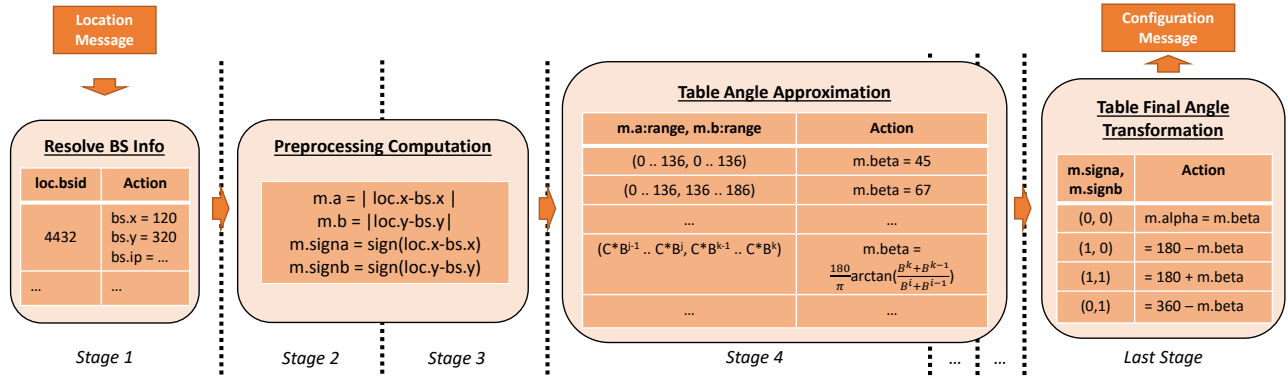 Location
Message
Configuration
Message
Resolve BS Info
loc.bsid Action
4432
bs.x = 120
bs.y = 320
bs.ip = ...
... ...
Preprocessing Computation
m.a = | loc.x-bs.x |
m.b = |loc.y-bs.y|
m.signa = sign(loc.x-bs.x)
m.signb = sign(loc.y-bs.y)
Table Angle Approximation
m.a:range, m.b:range Action
(0 .. 136, 0 .. 136) m.beta = 45
(0 .. 136, 136 .. 186) m.beta = 67
... ...
(C*B^{j-1} .. C*B^{j}, C*B^{k-1} .. C*B^{k}) m.beta =
\frac{180}{π}arctan(\frac{B^{k}+B^{k-1}}{B^{i}+B^{i-1}})
... ...
Table Final Angle
Transformation
m.signa,
m.signb
Action
(0, 0) m.alpha = m.beta
(1, 0) = 180 – m.beta
(1,1) = 180 + m.beta
(0,1) = 360 – m.beta
Stage 1 Stage 2 Stage 3 Stage 4 ... ... Last Stage